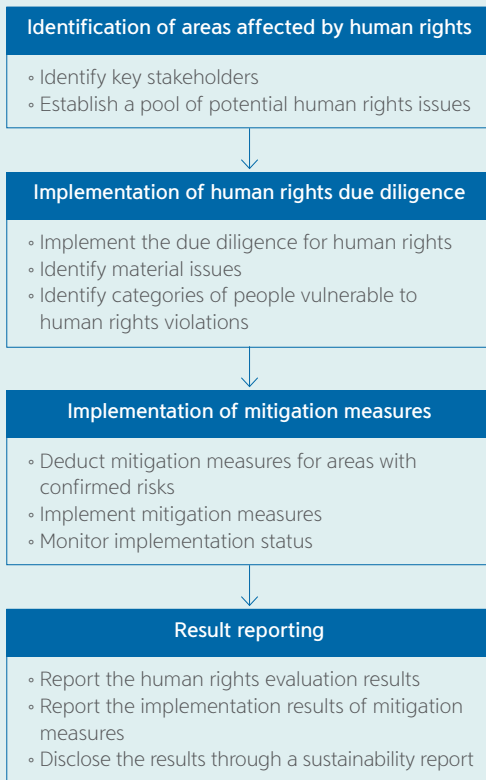 Identification of areas affected by human rights
◦ Identify key stakeholders
◦ Establish a pool of potential human rights issues
Implementation of human rights due diligence
◦ Implement the due diligence for human rights
◦ Identify material issues
◦ Identify categories of people vulnerable to
human rights violations
Implementation of mitigation measures
◦ Deduct mitigation measures for areas with
confirmed risks
◦ Implement mitigation measures
◦ Monitor implementation status
Result reporting
◦ Report the human rights evaluation results
◦ Report the implementation results of mitigation
measures
◦ Disclose the results through a sustainability report